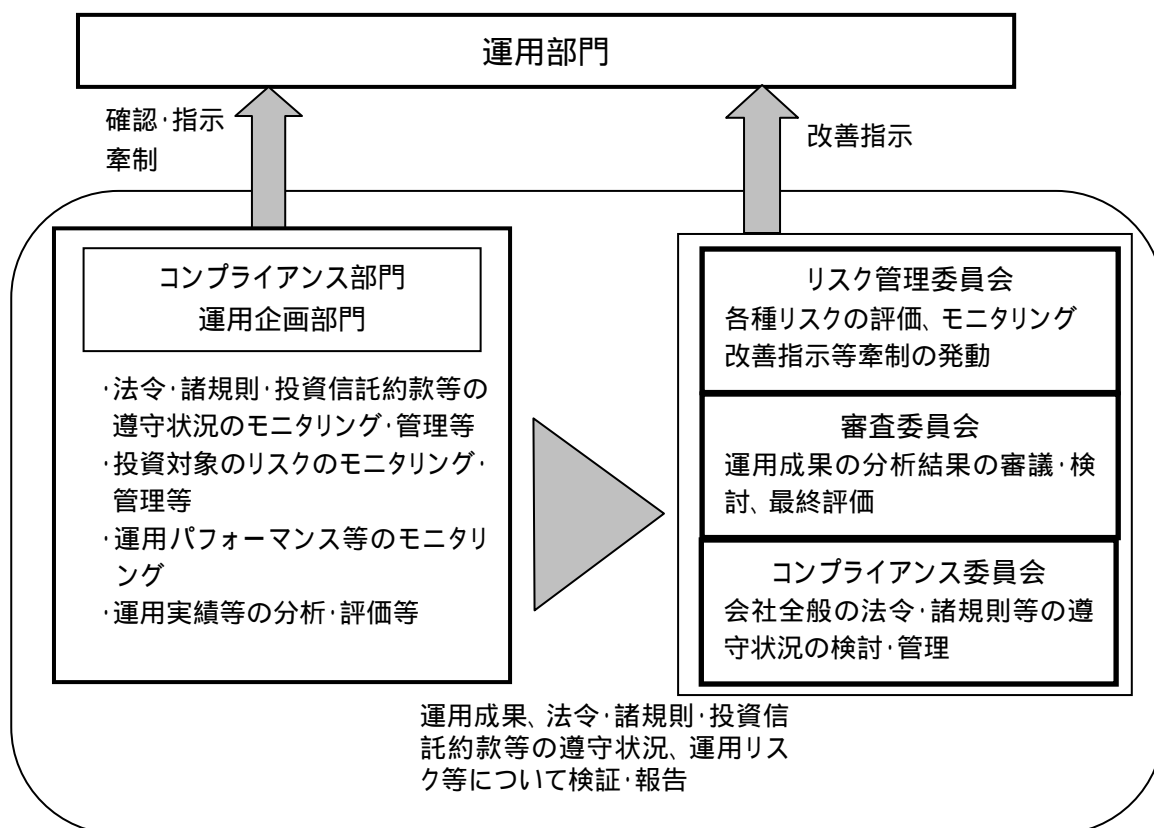 運用部門
確認・指示
牽制
改善指示
コンプライアンス部門
運用企画部門
・法令・諸規則・投資信託約款等の
遵守状況のモニタリング・管理等
・投資対象のリスクのモニタリング・
管理等
・運用パフォーマンス等のモニタリ
ング
・運用実績等の分析・評価等
リスク管理委員会
各種リスクの評価、モニタリング
改善指示等牽制の発動
審査委員会
運用成果の分析結果の審議・検
討、最終評価
コンプライアンス委員会
会社全般の法令・諸規則等の遵
守状況の検討・管理
運用成果、法令・諸規則・投資信
託約款等の遵守状況、運用リス
ク等について検証・報告